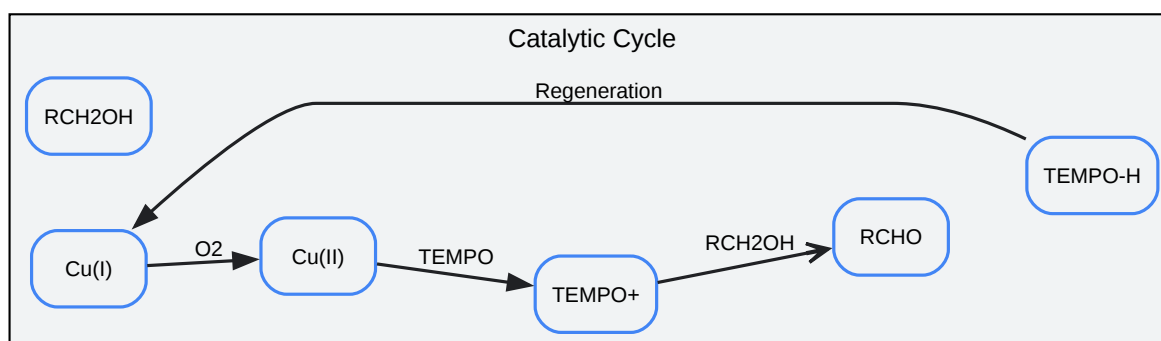 Catalytic Cycle
RCH2OH
Regeneration
TEMPO-H
Cu(I)
O2
Cu(II)
TEMPO
TEMPO+
RCH2OH
RCHO